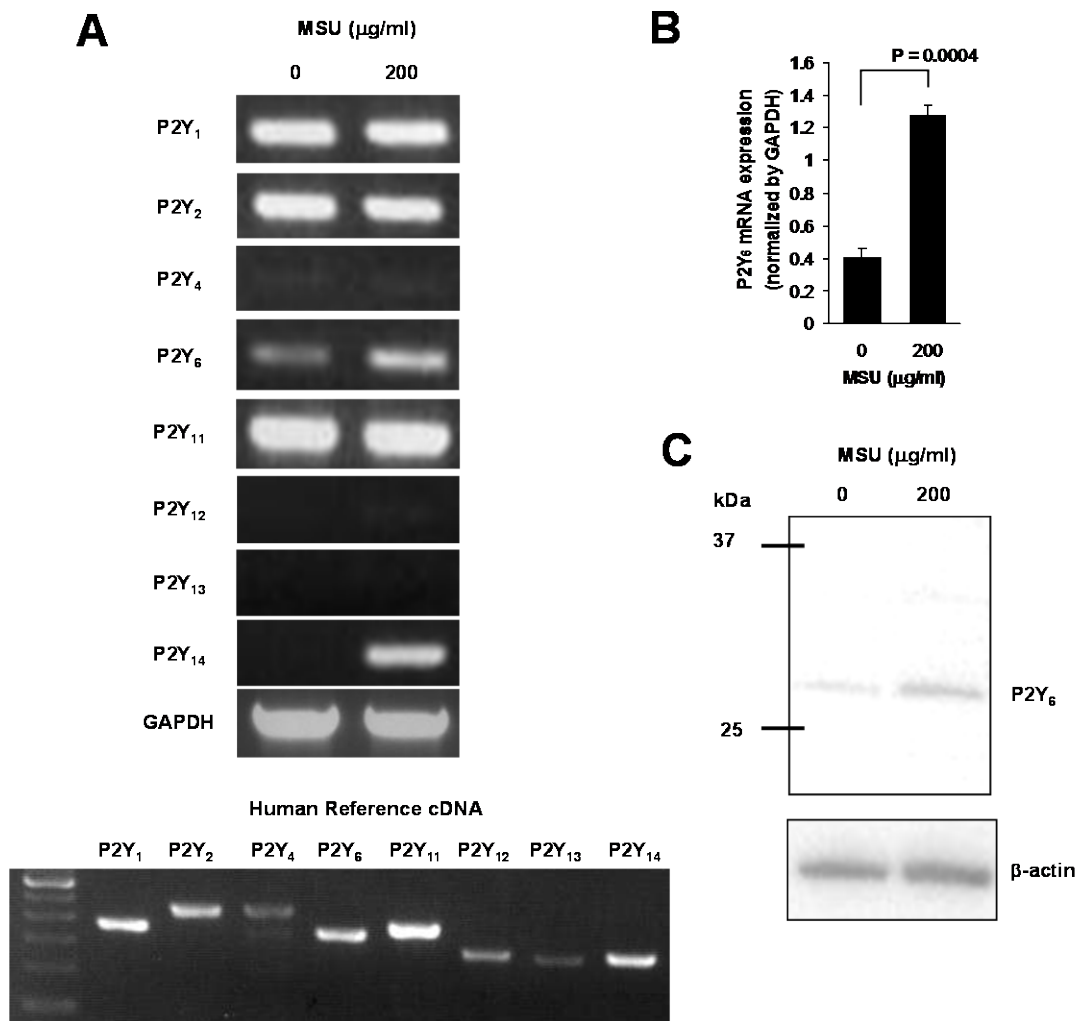 A
MSU (μg/ml)
0 200
P2Y₁
P2Y₂
P2Y₄
P2Y₆
P2Y₁₁
P2Y₁₂
P2Y₁₃
P2Y₁₄
GAPDH
Human Reference cDNA
P2Y₁ P2Y₂ P2Y₄ P2Y₆ P2Y₁₁ P2Y₁₂ P2Y₁₃ P2Y₁₄
B
P = 0.0004
P2Y₆ mRNA expression
(normalized by GAPDH)
1.6
1.4
1.2
1
0.8
0.6
0.4
0.2
0
0 200
MSU (μg/ml)
C
MSU (μg/ml)
kDa
0 200
37
25
P2Y₆
β-actin